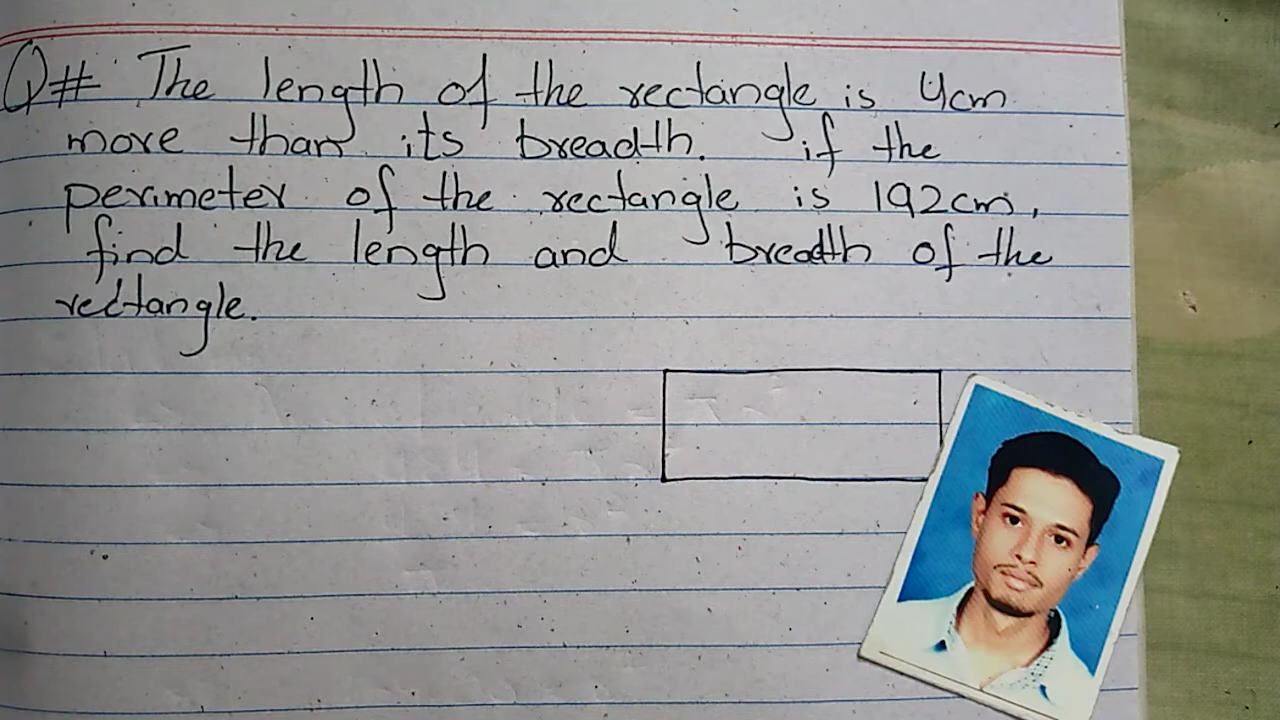 Q# The length of the rectangle is 4cm
more than its breadth. if the
perimeter of the rectangle is 192cm,
find the length and breadth of the
rectangle.